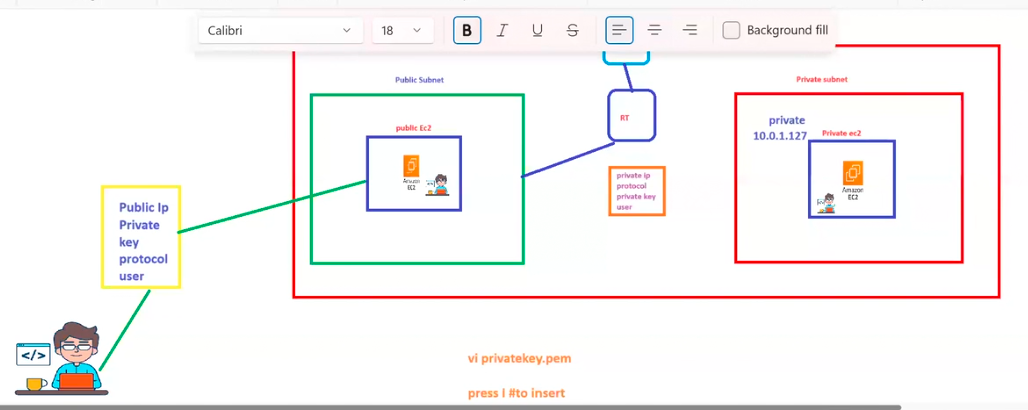 Calibri
18
B
I
U
S
Background fill
Public Subnet
Private subnet
public Ec2
RT
private
10.0.1.127
Private ec2
Amazon
EC2
Amazon
EC2
private ip
protocol
private key
user
Public Ip
Private
key
protocol
user
</>
vi privatekey.pem
press I #to insert